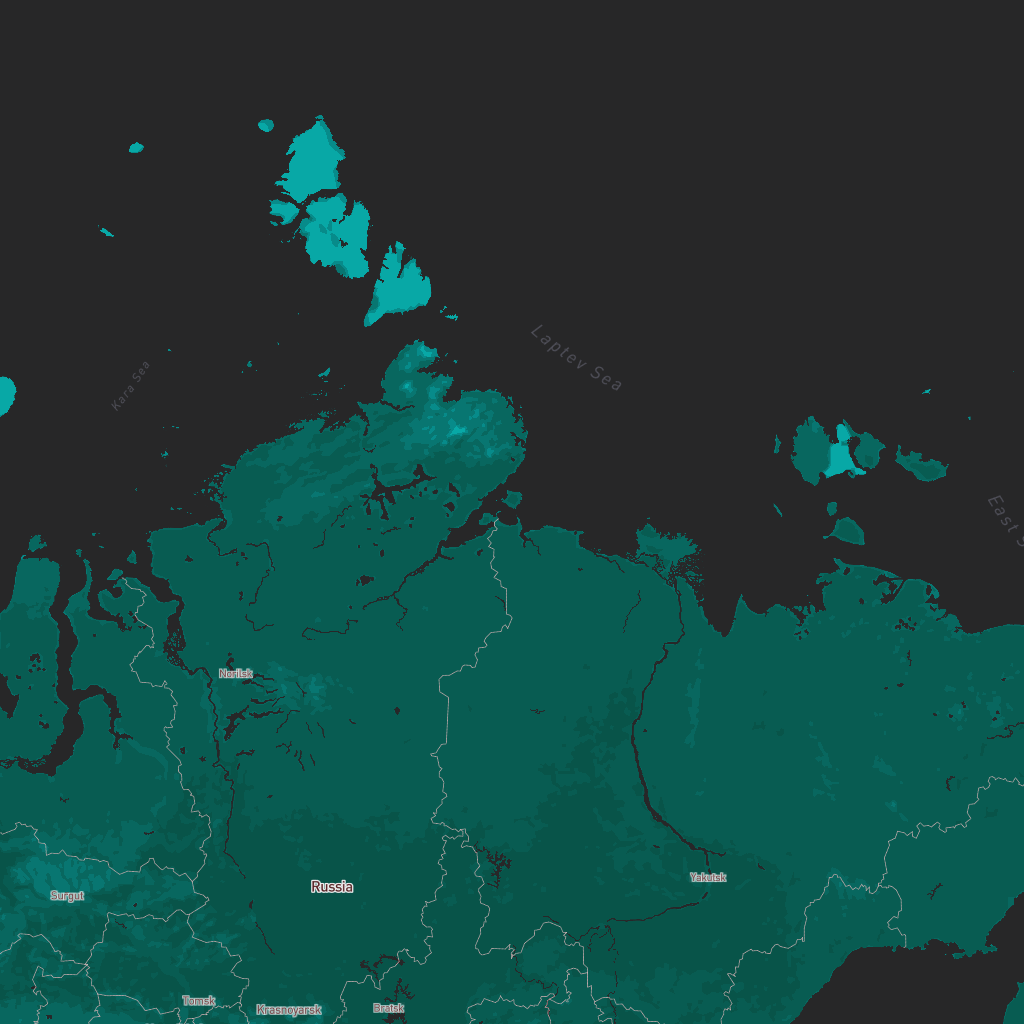 Laptev Sea
Kara Sea
East S
Norilsk
Yakutsk
Russia
Surgut
Tomsk
Krasnoyarsk
Bratsk